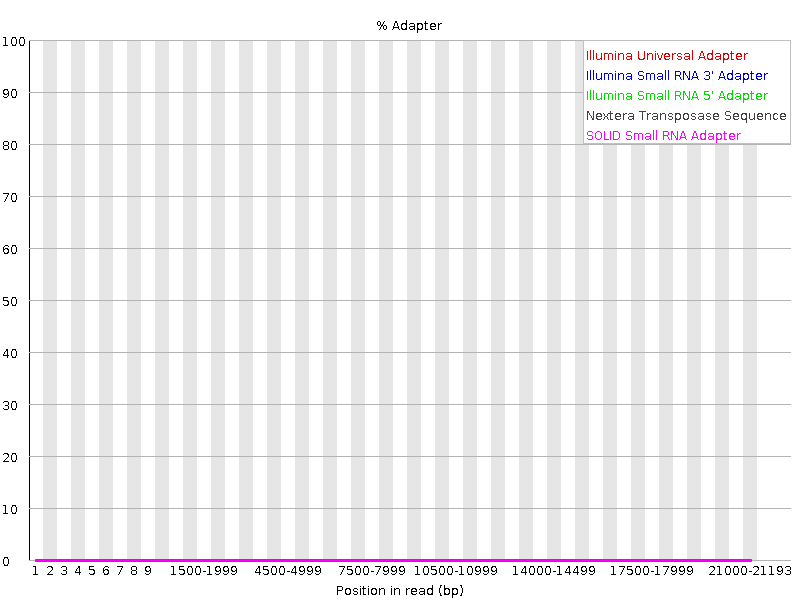 % Adapter
100
90
80
70
60
50
40
30
20
10
0
Illumina Universal Adapter
Illumina Small RNA 3' Adapter
Illumina Small RNA 5' Adapter
Nextera Transposase Sequence
SOLID Small RNA Adapter
1 2 3 4 5 6 7 8 9 1500-1999 4500-4999 7500-7999 10500-10999 14000-14499 17500-17999 21000-21193
Position in read (bp)